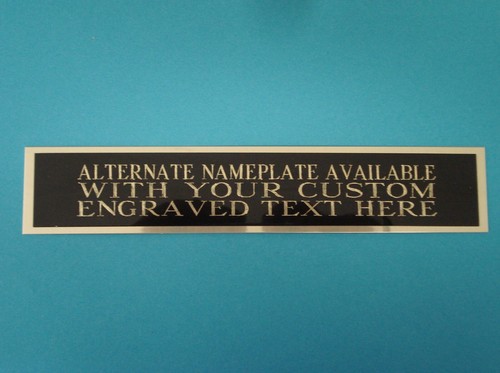 ALTERNATE NAMEPLATE AVAILABLE
WITH YOUR CUSTOM
ENGRAVED TEXT HERE